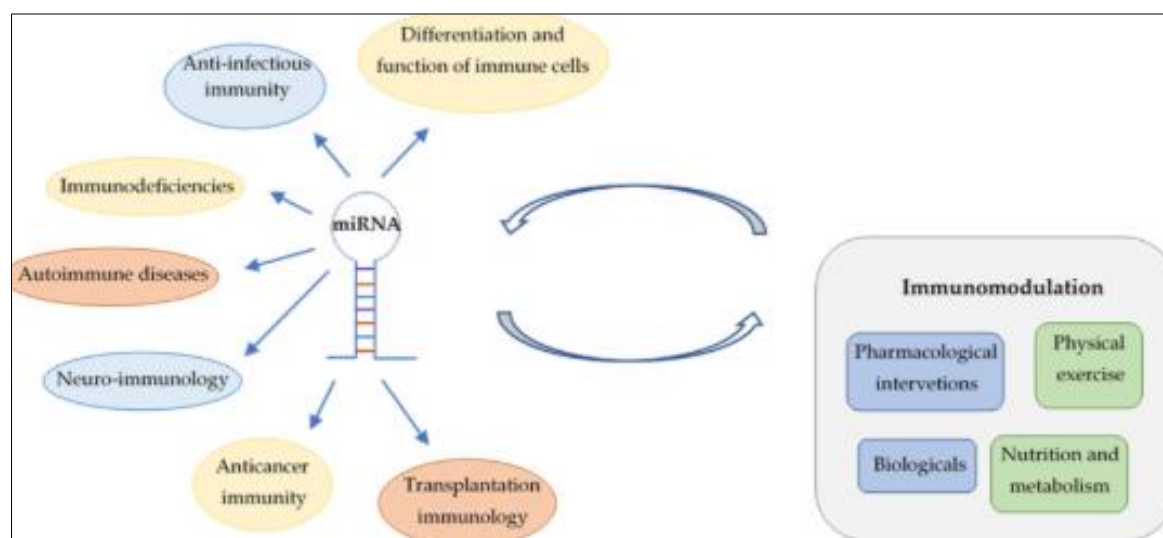 Differentiation and
function of immune cells
Anti-infectious
immunity
Immunodeficiencies
miRNA
Autoimmune diseases
Neuro-immunology
Anticancer
immunity
Transplantation
immunology
Immunomodulation
Pharmacological
intervetions
Physical
exercise
Biologicals
Nutrition and
metabolism